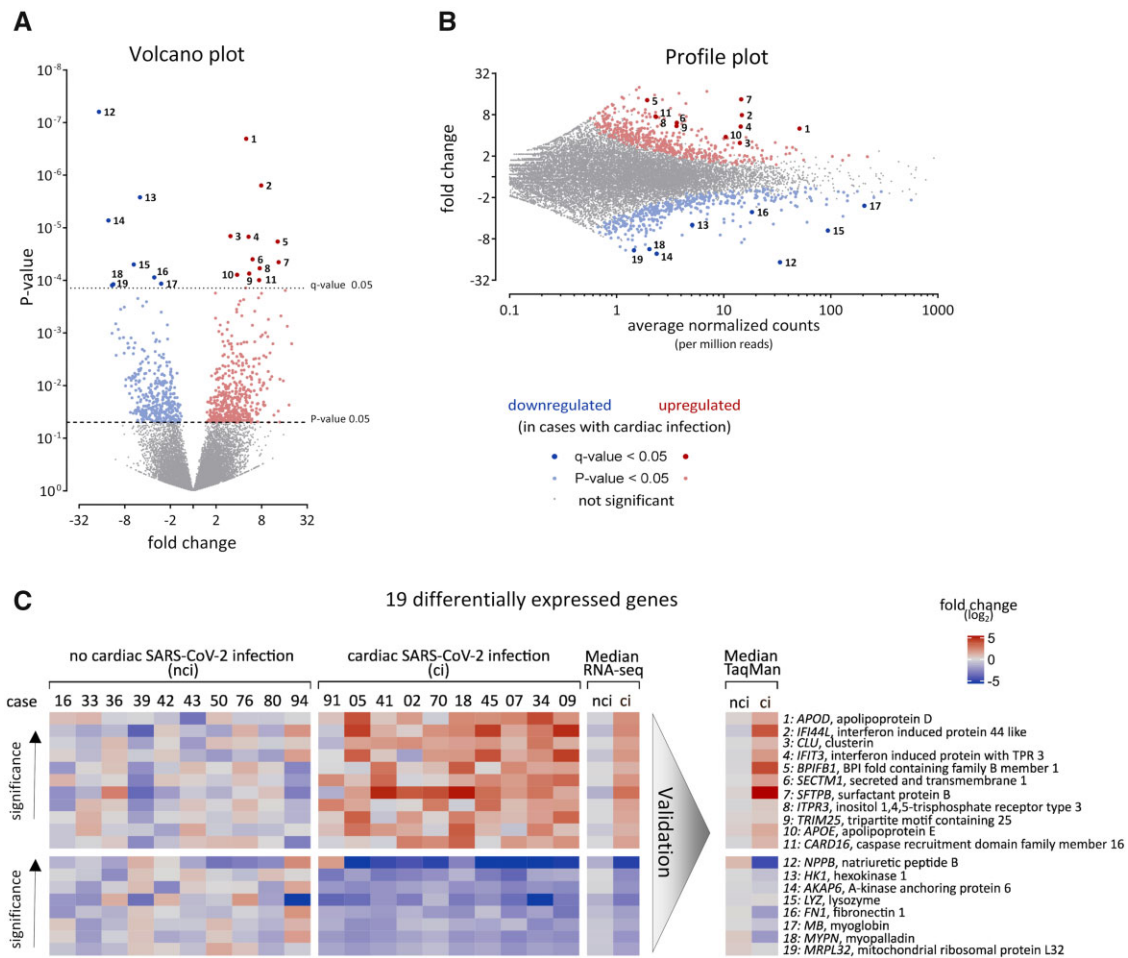 A
Volcano plot
10⁻⁸
10⁻⁷
10⁻⁶
10⁻⁵
10⁻⁴
10⁻³
10⁻²
10⁻¹
10⁰
P-value
12
1
2
13
14
3
4
5
6
15
7
8
16
10
18
9
11
17
19
q-value 0.05
P-value 0.05
-32 -8 -2 2 8 32
fold change
B
Profile plot
32
8
2
-2
-8
-32
fold change
5
7
11
2
6
8
4
9
1
10
3
17
16
13
15
18
19
14
12
0.1 1 10 100 1000
average normalized counts
(per million reads)
downregulated upregulated
(in cases with cardiac infection)
q-value < 0.05
P-value < 0.05
not significant
C
19 differentially expressed genes
fold change
(log₂)
5
0
-5
no cardiac SARS-CoV-2 infection
(nci)
cardiac SARS-CoV-2 infection
(ci)
Median
RNA-seq
Median
TaqMan
case 16 33 36 39 42 43 50 76 80 94 91 05 41 02 70 18 45 07 34 09 nci ci nci ci
significance
significance
Validation
1: APOD, apolipoprotein D
2: IFI44L, interferon induced protein 44 like
3: CLU, clusterin
4: IFIT3, interferon induced protein with TPR 3
5: BPIFB1, BPI fold containing family B member 1
6: SECTM1, secreted and transmembrane 1
7: SFTPB, surfactant protein B
8: ITPR3, inositol 1,4,5-trisphosphate receptor type 3
9: TRIM25, tripartite motif containing 25
10: APOE, apolipoprotein E
11: CARD16, caspase recruitment domain family member 16
12: NPPB, natriuretic peptide B
13: HK1, hexokinase 1
14: AKAP6, A-kinase anchoring protein 6
15: LYZ, lysozyme
16: FN1, fibronectin 1
17: MB, myoglobin
18: MYPN, myopalladin
19: MRPL32, mitochondrial ribosomal protein L32